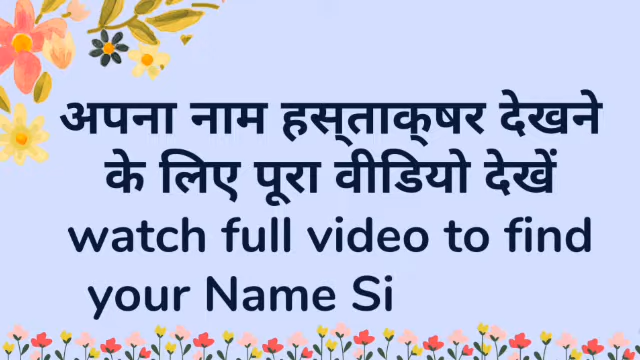 अपना नाम हस्ताक्षर देखने
के लिए पूरा वीडियो देखें
watch full video to find
your Name Si